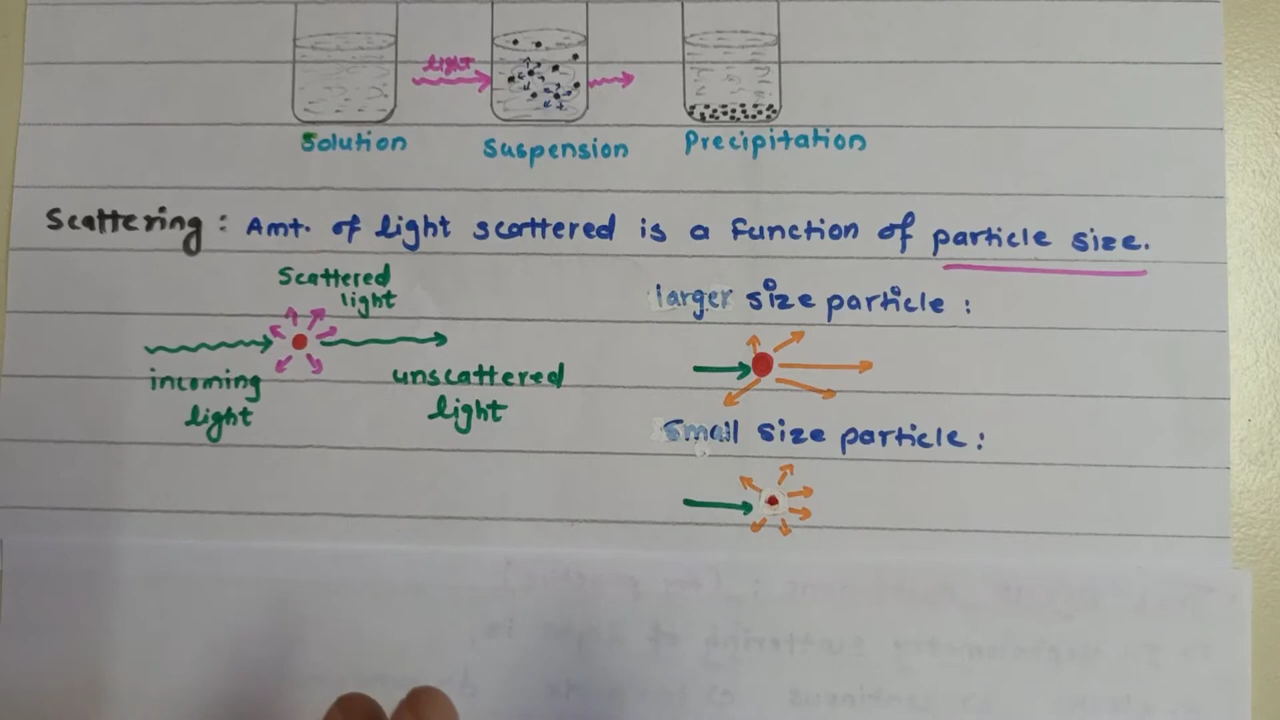 light
Solution
Suspension
Precipitation
Scattering: Amt. of light scattered is a function of particle size.
Scattered
light
incoming
light
unscattered
light
larger size particle:
Small size particle: